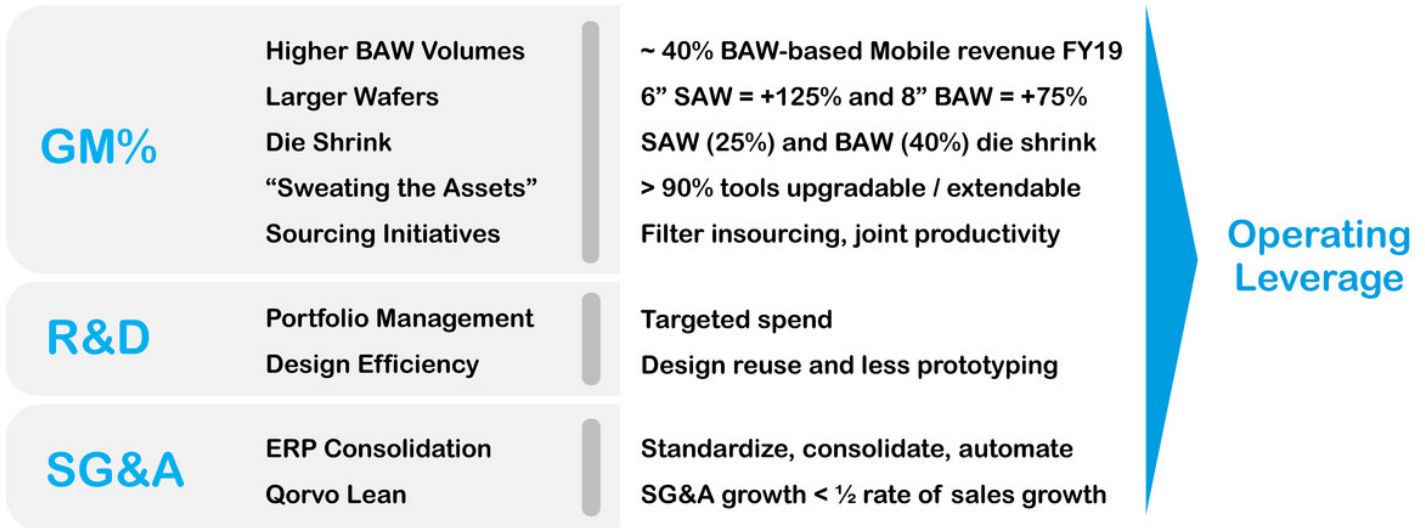 GM%
Higher BAW Volumes ~ 40% BAW-based Mobile revenue FY19
Larger Wafers 6” SAW = +125% and 8” BAW = +75%
Die Shrink SAW (25%) and BAW (40%) die shrink
“Sweating the Assets” > 90% tools upgradable / extendable
Sourcing Initiatives Filter insourcing, joint productivity
R&D
Portfolio Management Targeted spend
Design Efficiency Design reuse and less prototyping
SG&A
ERP Consolidation Standardize, consolidate, automate
Qorvo Lean SG&A growth < ½ rate of sales growth
Operating
Leverage